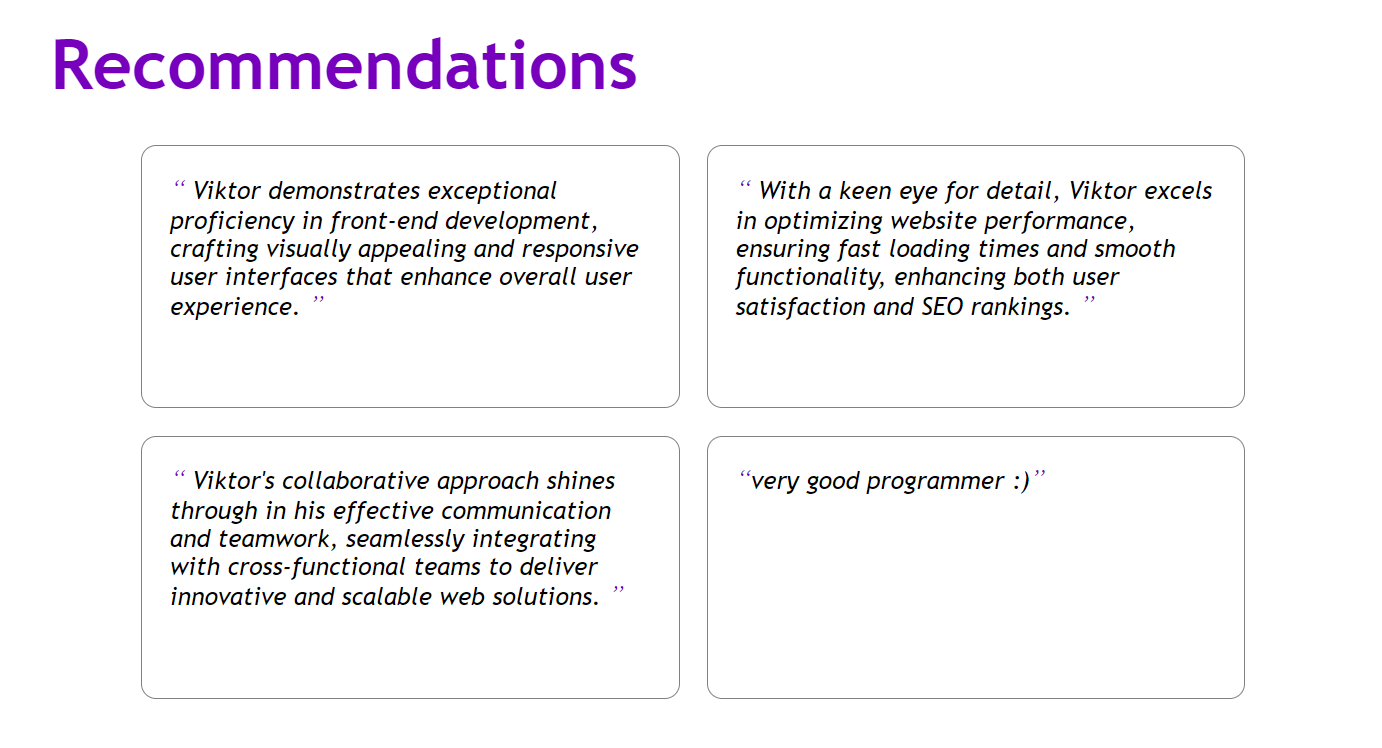 Recommendations
“ Viktor demonstrates exceptional
proficiency in front-end development,
crafting visually appealing and responsive
user interfaces that enhance overall user
experience. ”
“ With a keen eye for detail, Viktor excels
in optimizing website performance,
ensuring fast loading times and smooth
functionality, enhancing both user
satisfaction and SEO rankings. ”
“ Viktor's collaborative approach shines
through in his effective communication
and teamwork, seamlessly integrating
with cross-functional teams to deliver
innovative and scalable web solutions. ”
“very good programmer :)”